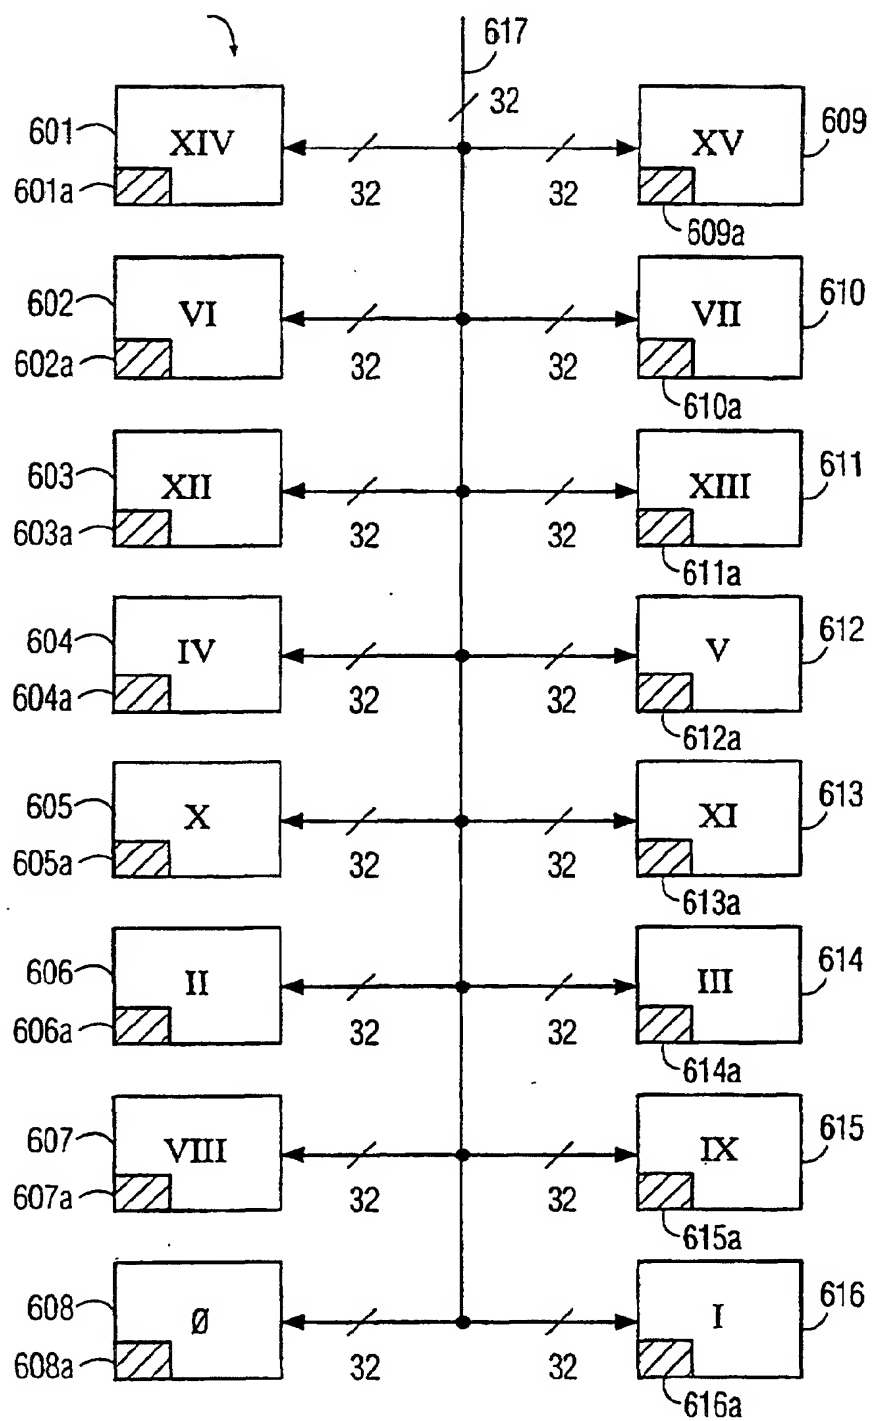 617
32
601 XIV XV 609
601a 32 32
609a
602 VI VII 610
602a 32 32
610a
603 XII XIII 611
603a 32 32
611a
604 IV V 612
604a 32 32
612a
605 X XI 613
605a 32 32
613a
606 II III 614
606a 32 32
614a
607 VIII IX 615
607a 32 32
615a
608 Ø I 616
608a 32 32
616a